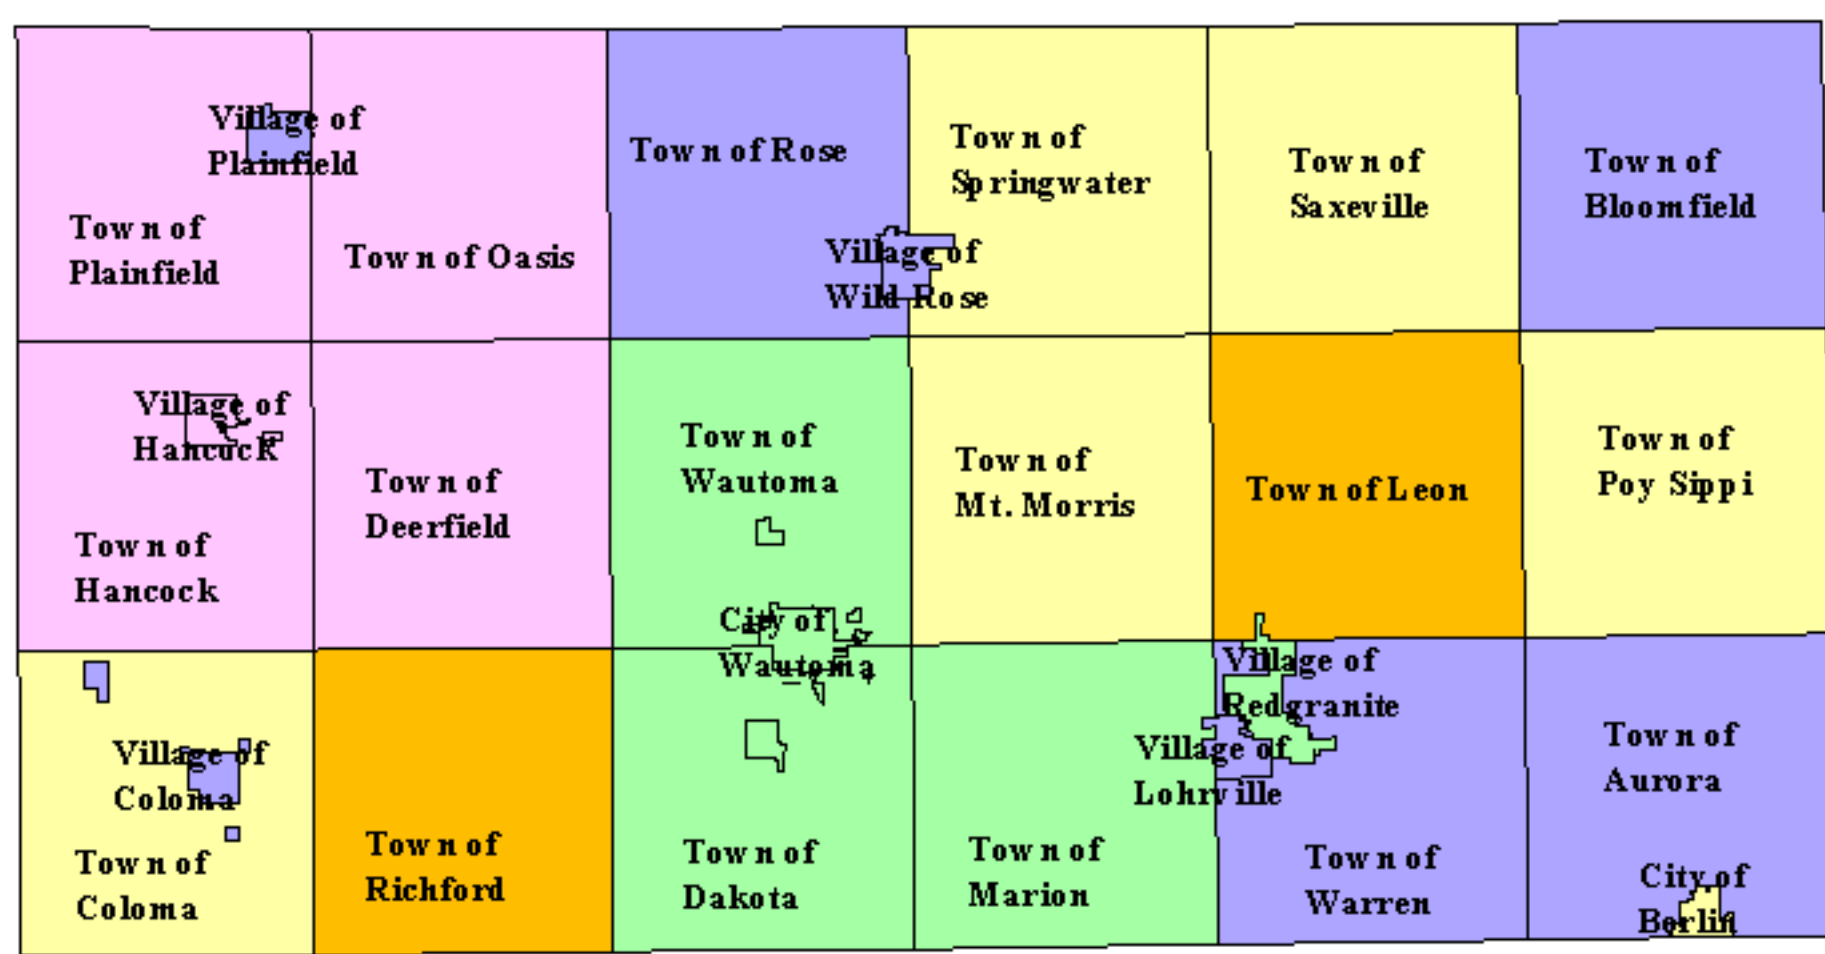 Village of
Plainfield
Town of
Plainfield
Town of Oasis
Town of Rose
Village of
Wild Rose
Town of
Springwater
Town of
Saxeville
Town of
Bloomfield
Village of
Hancock
Town of
Hancock
Town of
Deerfield
Town of
Wautoma
City of
Wautoma
Town of
Mt. Morris
Town of Leon
Town of
Poy Sippi
Village of
Coloma
Town of
Coloma
Town of
Richford
Town of
Dakota
Town of
Marion
Village of
Redgranite
Village of
Lohrville
Town of
Warren
Town of
Aurora
City of
Berlin